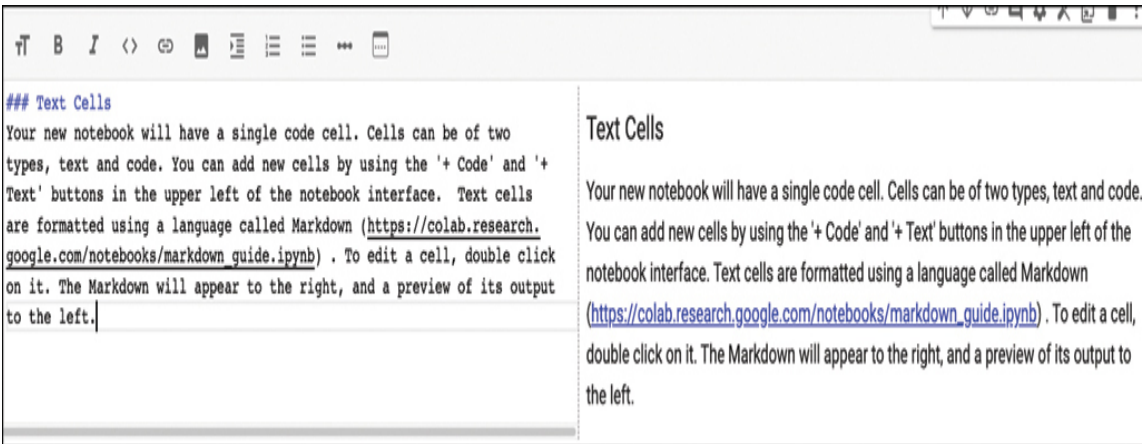 ### Text Cells
Your new notebook will have a single code cell. Cells can be of two
types, text and code. You can add new cells by using the '+ Code' and '+
Text' buttons in the upper left of the notebook interface.  Text cells
are formatted using a language called Markdown (https://colab.research.
google.com/notebooks/markdown_guide.ipynb) . To edit a cell, double click
on it. The Markdown will appear to the right, and a preview of its output
to the left.
Text Cells
Your new notebook will have a single code cell. Cells can be of two types, text and code.
You can add new cells by using the '+ Code' and '+ Text' buttons in the upper left of the
notebook interface. Text cells are formatted using a language called Markdown
(https://colab.research.google.com/notebooks/markdown_guide.ipynb) . To edit a cell,
double click on it. The Markdown will appear to the right, and a preview of its output to
the left.